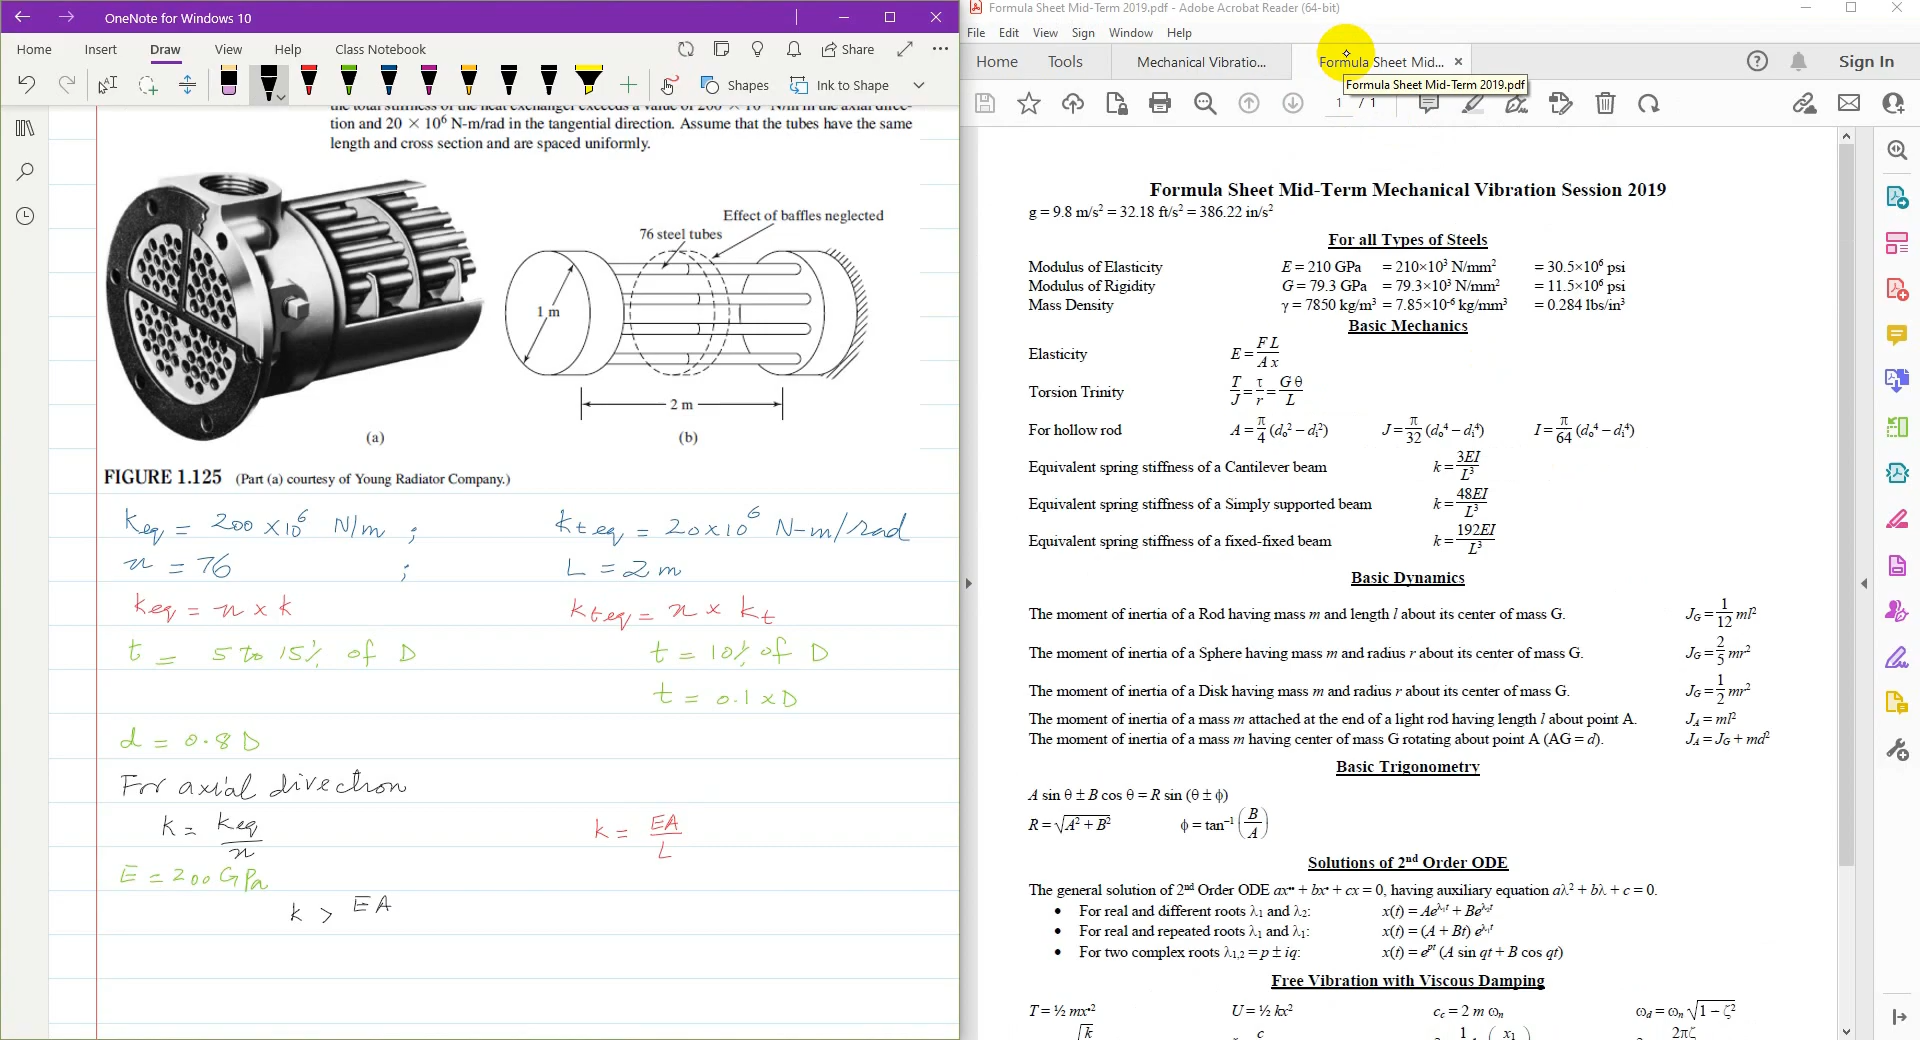 OneNote for Windows 10
Home Insert Draw View Help Class Notebook Share
Shapes Ink to Shape
tion and 20 × 10⁶ N-m/rad in the tangential direction. Assume that the tubes have the same
length and cross section and are spaced uniformly.
Effect of baffles neglected
76 steel tubes
1 m
2 m
(a) (b)
FIGURE 1.125 (Part (a) courtesy of Young Radiator Company.)
keq = 200 ×10⁶ N/m ; kteq = 20×10⁶ N-m/rad
n = 76 ; L = 2 m
keq = n × k kteq = n × kt
t = 5 to 15% of D t = 10% of D
t = 0.1 × D
d = 0.8 D
For axial direction
k = keq/n k = EA/L
E = 200 GPa
k > EA
Formula Sheet Mid-Term 2019.pdf - Adobe Acrobat Reader (64-bit)
File Edit View Sign Window Help
Home Tools Mechanical Vibratio... Formula Sheet Mid... × Sign In
Formula Sheet Mid-Term 2019.pdf
1 / 1
Formula Sheet Mid-Term Mechanical Vibration Session 2019
g = 9.8 m/s² = 32.18 ft/s² = 386.22 in/s²
For all Types of Steels
Modulus of Elasticity E = 210 GPa = 210×10³ N/mm² = 30.5×10⁶ psi
Modulus of Rigidity G = 79.3 GPa = 79.3×10³ N/mm² = 11.5×10⁶ psi
Mass Density γ = 7850 kg/m³ = 7.85×10⁻⁶ kg/mm³ = 0.284 lbs/in³
Basic Mechanics
Elasticity E = F L / A x
Torsion Trinity T/J = τ/r = G θ/L
For hollow rod A = π/4 (dₒ² − dᵢ²) J = π/32 (dₒ⁴ − dᵢ⁴) I = π/64 (dₒ⁴ − dᵢ⁴)
Equivalent spring stiffness of a Cantilever beam k = 3EI/L³
Equivalent spring stiffness of a Simply supported beam k = 48EI/L³
Equivalent spring stiffness of a fixed-fixed beam k = 192EI/L³
Basic Dynamics
The moment of inertia of a Rod having mass m and length l about its center of mass G. JG = 1/12 ml²
The moment of inertia of a Sphere having mass m and radius r about its center of mass G. JG = 2/5 mr²
The moment of inertia of a Disk having mass m and radius r about its center of mass G. JG = 1/2 mr²
The moment of inertia of a mass m attached at the end of a light rod having length l about point A. JA = ml²
The moment of inertia of a mass m having center of mass G rotating about point A (AG = d). JA = JG + md²
Basic Trigonometry
A sin θ ± B cos θ = R sin (θ ± ϕ)
R = √A² + B² ϕ = tan⁻¹ (B/A)
Solutions of 2nd Order ODE
The general solution of 2nd Order ODE ax•• + bx• + cx = 0, having auxiliary equation aλ² + bλ + c = 0.
• For real and different roots λ₁ and λ₂: x(t) = Ae^λ₁t + Be^λ₂t
• For real and repeated roots λ₁ and λ₁: x(t) = (A + Bt) e^λ₁t
• For two complex roots λ₁,₂ = p ± iq: x(t) = e^pt (A sin qt + B cos qt)
Free Vibration with Viscous Damping
T = ½ mx•² U = ½ kx² cc = 2 m ωn ωd = ωn √1 − ζ²